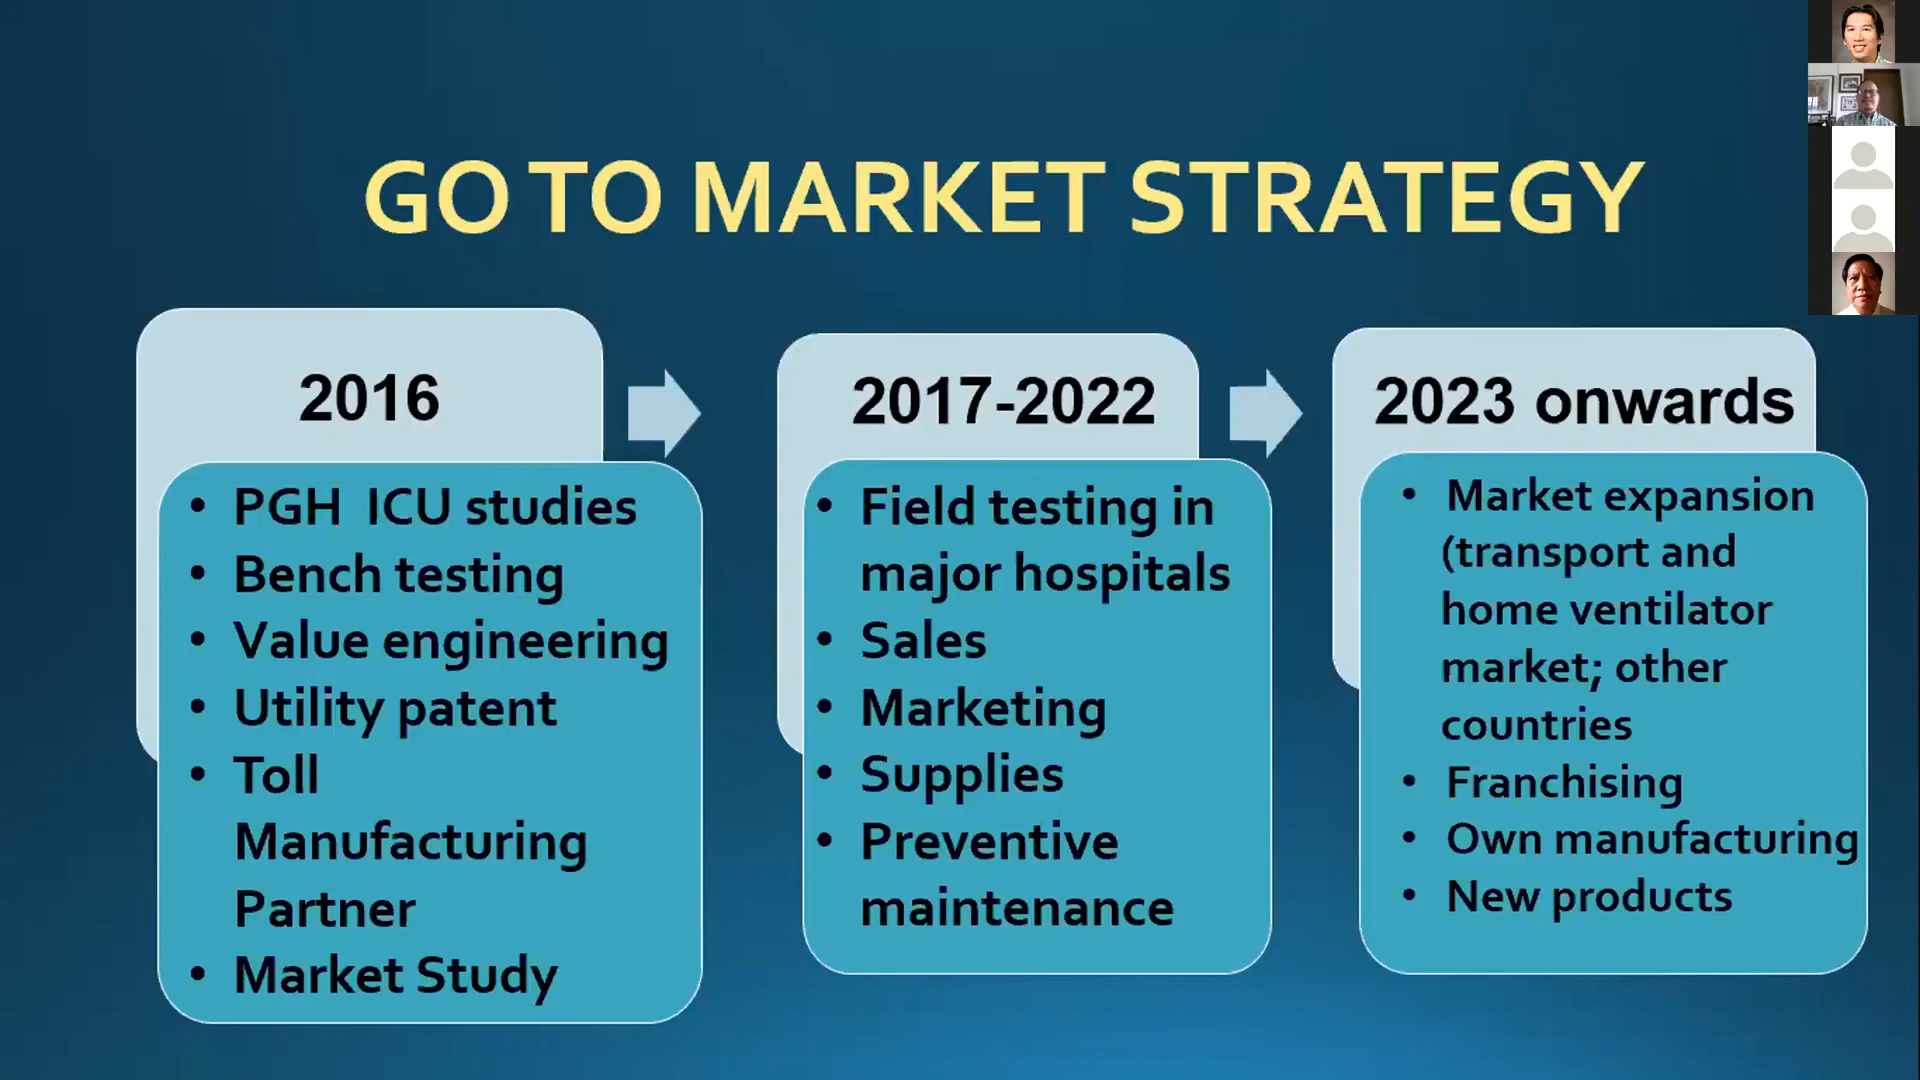 GO TO MARKET STRATEGY
2016
• PGH ICU studies
• Bench testing
• Value engineering
• Utility patent
• Toll
Manufacturing
Partner
• Market Study
2017-2022
• Field testing in
major hospitals
• Sales
• Marketing
• Supplies
• Preventive
maintenance
2023 onwards
• Market expansion
(transport and
home ventilator
market; other
countries
• Franchising
• Own manufacturing
• New products